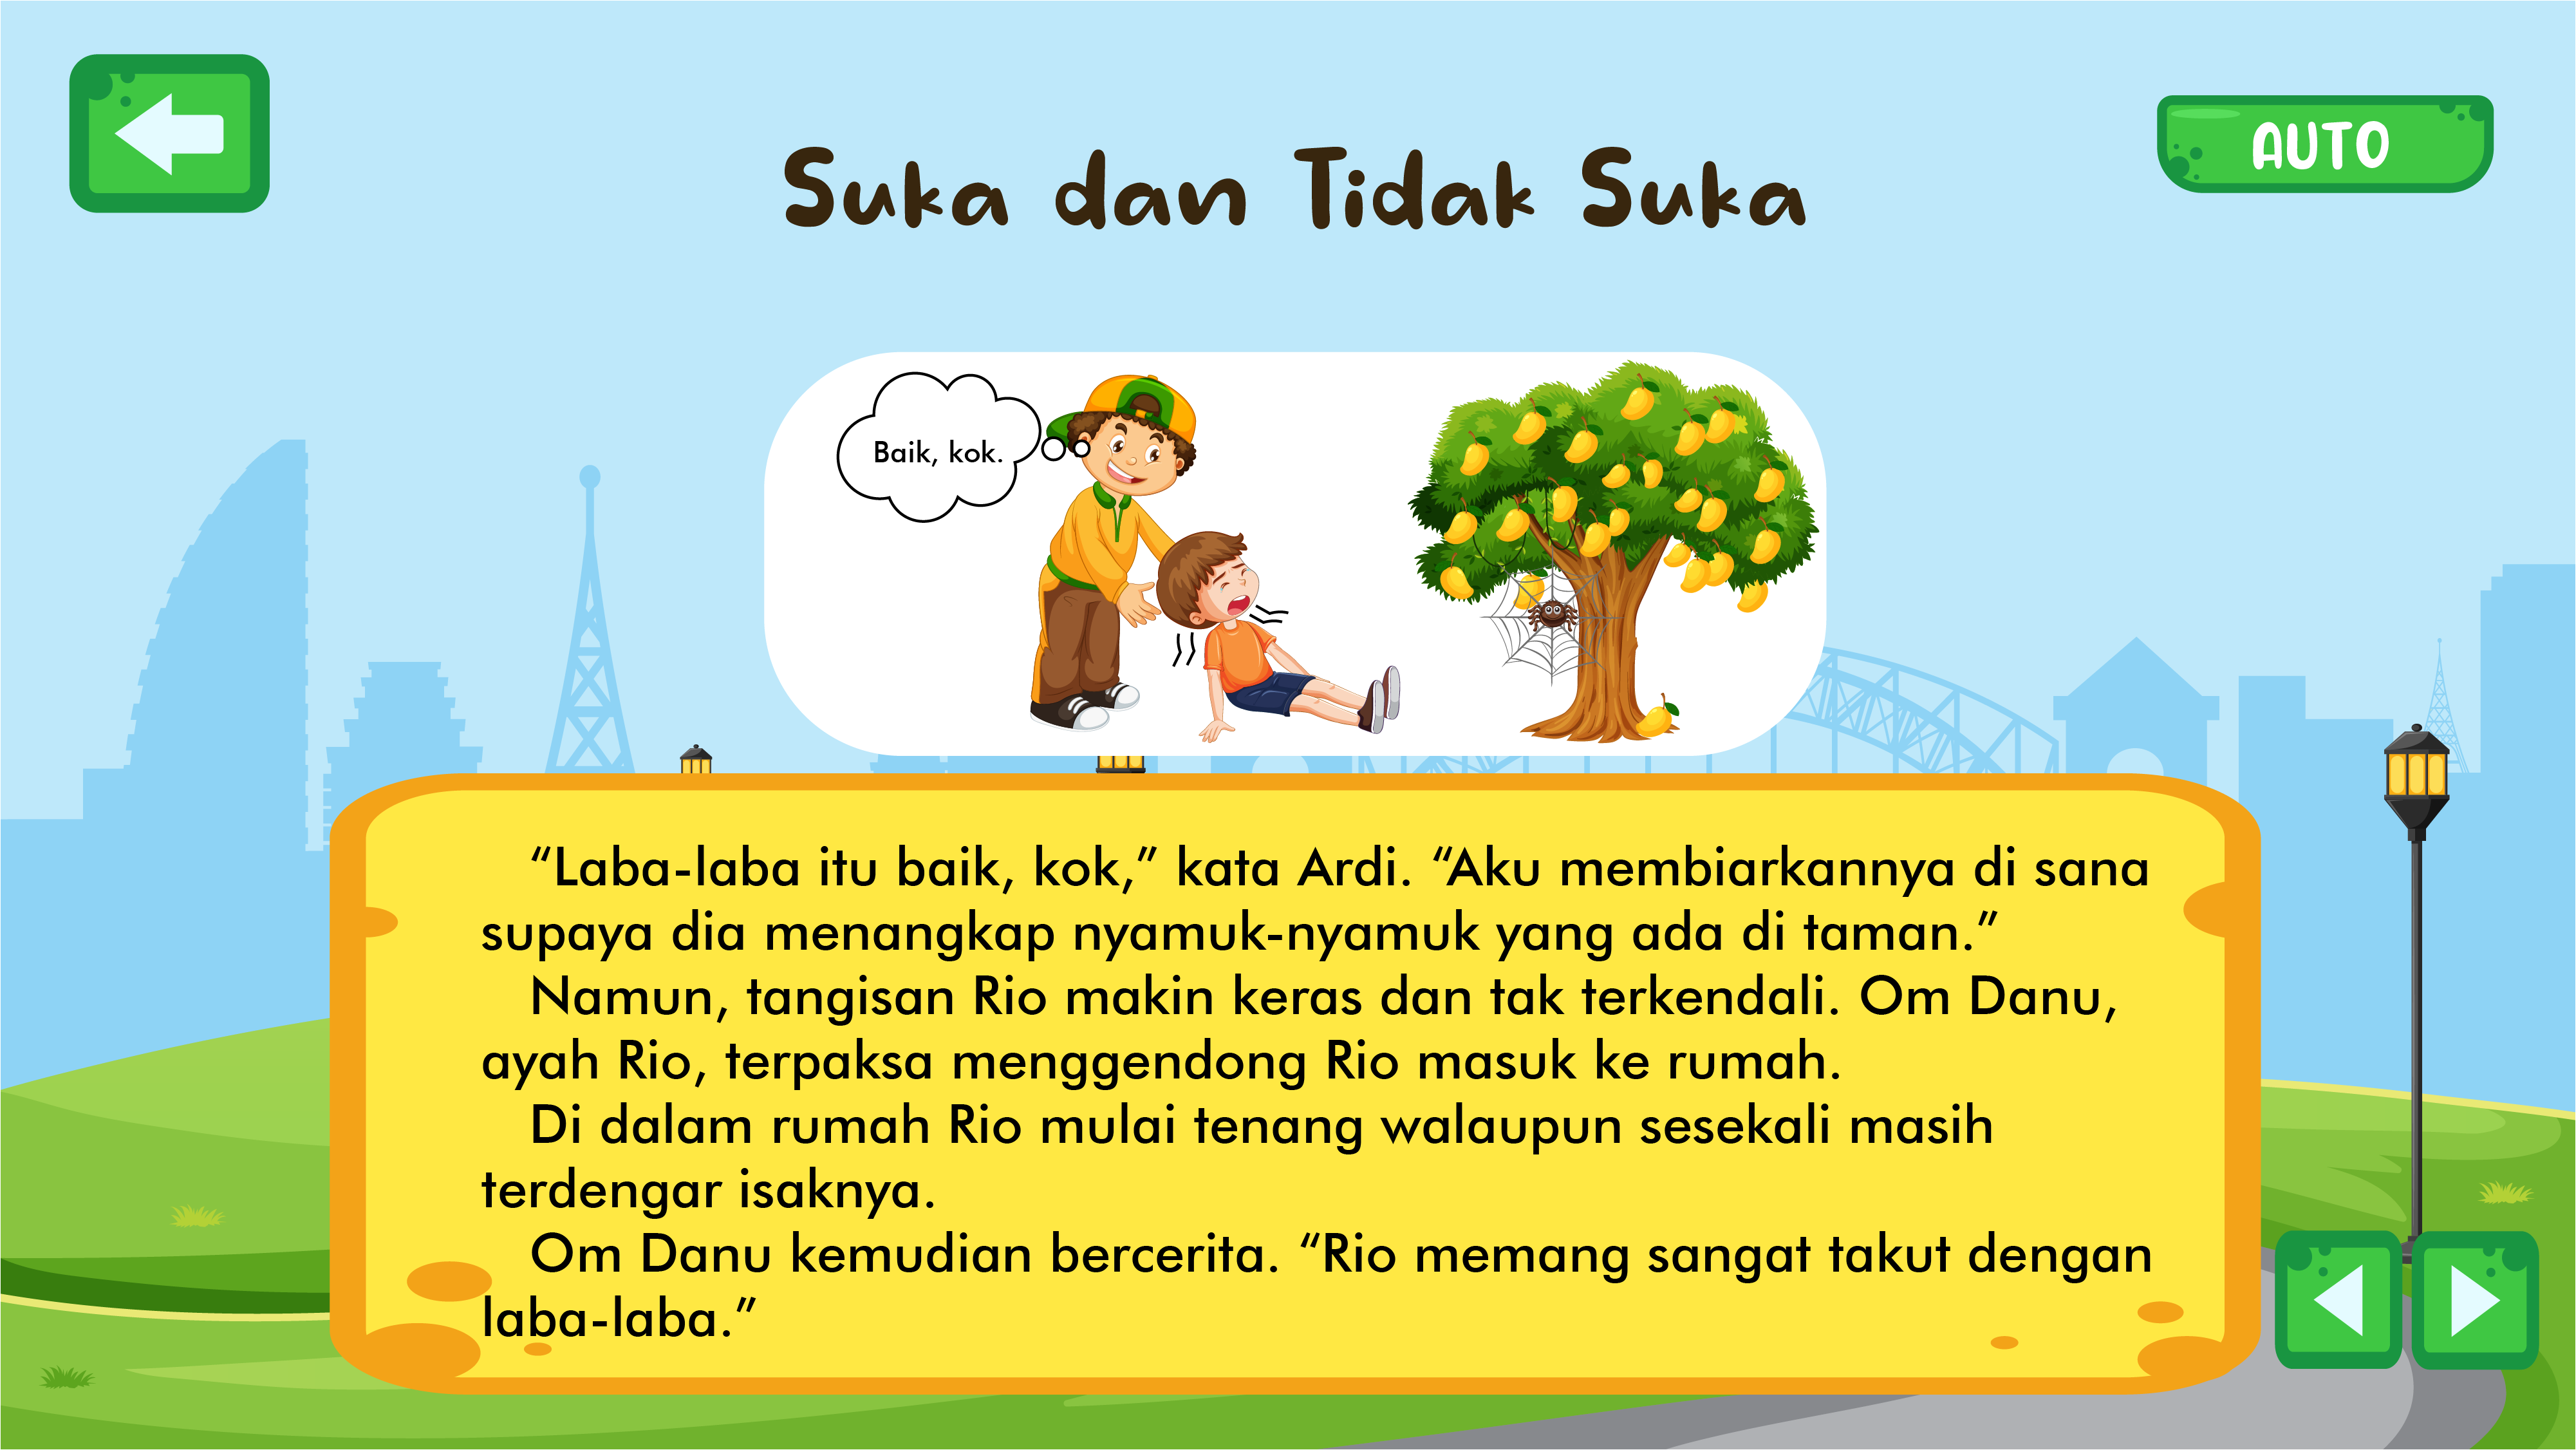 AUTO
Suka dan Tidak Suka
Baik, kok.
“Laba-laba itu baik, kok,” kata Ardi. “Aku membiarkannya di sana
supaya dia menangkap nyamuk-nyamuk yang ada di taman.”
Namun, tangisan Rio makin keras dan tak terkendali. Om Danu,
ayah Rio, terpaksa menggendong Rio masuk ke rumah.
Di dalam rumah Rio mulai tenang walaupun sesekali masih
terdengar isaknya.
Om Danu kemudian bercerita. “Rio memang sangat takut dengan
laba-laba.”